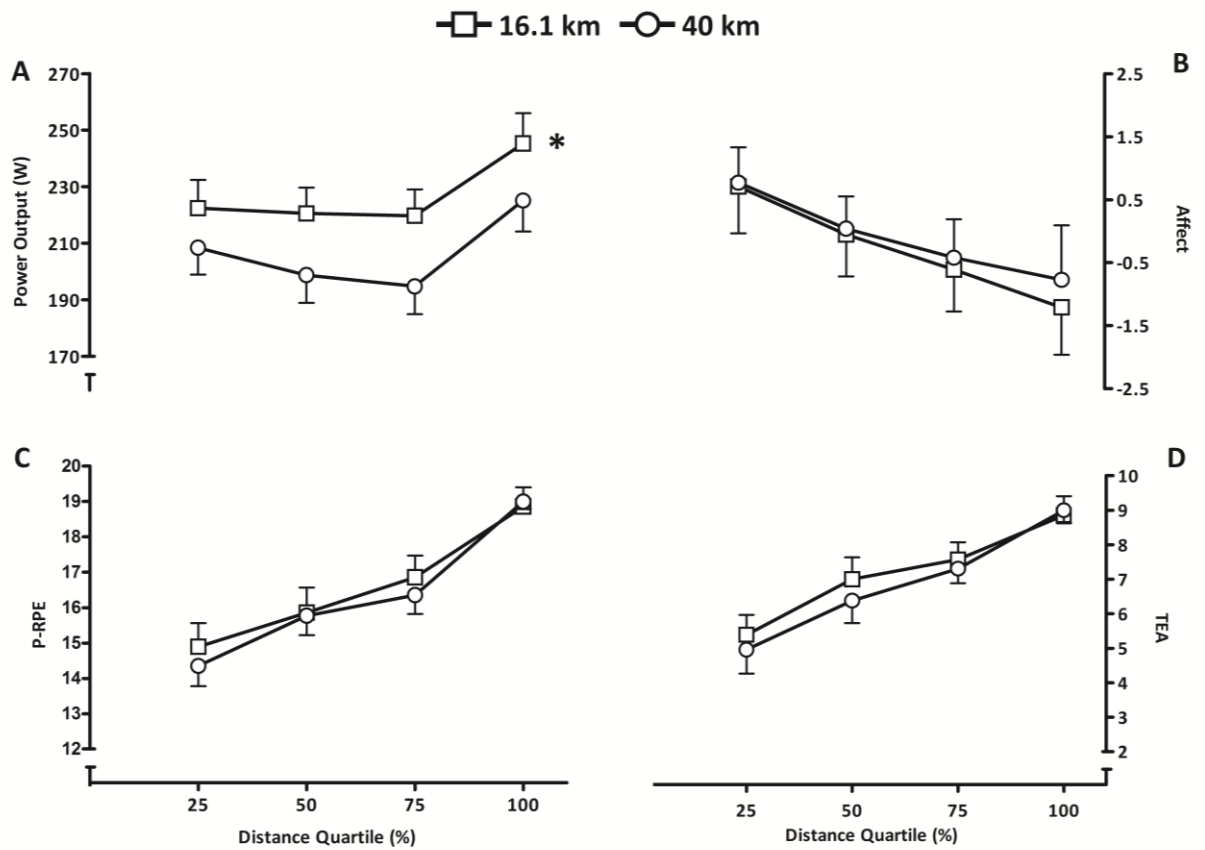 16.1 km 40 km
A
270
250
230
210
190
170
Power Output (W)
*
B
2.5
1.5
0.5
-0.5
-1.5
-2.5
Affect
C
20
19
18
17
16
15
14
13
12
P-RPE
25 50 75 100
Distance Quartile (%)
D
10
9
8
7
6
5
4
3
2
TEA
25 50 75 100
Distance Quartile (%)